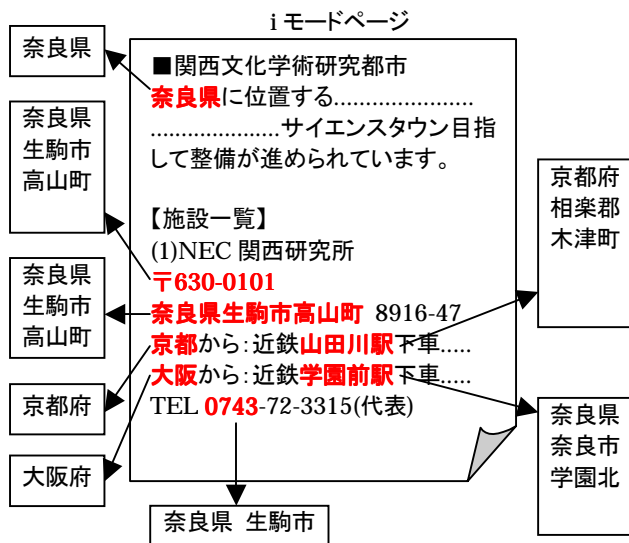 iモードページ
奈良県
奈良県
生駒市
高山町
奈良県
生駒市
高山町
京都府
大阪府
■関西文化学術研究都市
奈良県に位置する......................
.....................サイエンスタウン目指
して整備が進められています。
【施設一覧】
(1)NEC 関西研究所
〒630-0101
奈良県生駒市高山町 8916-47
京都から:近鉄山田川駅下車.....
大阪から:近鉄学園前駅下車.....
TEL 0743-72-3315(代表)
京都府
相楽郡
木津町
奈良県
奈良市
学園北
奈良県 生駒市